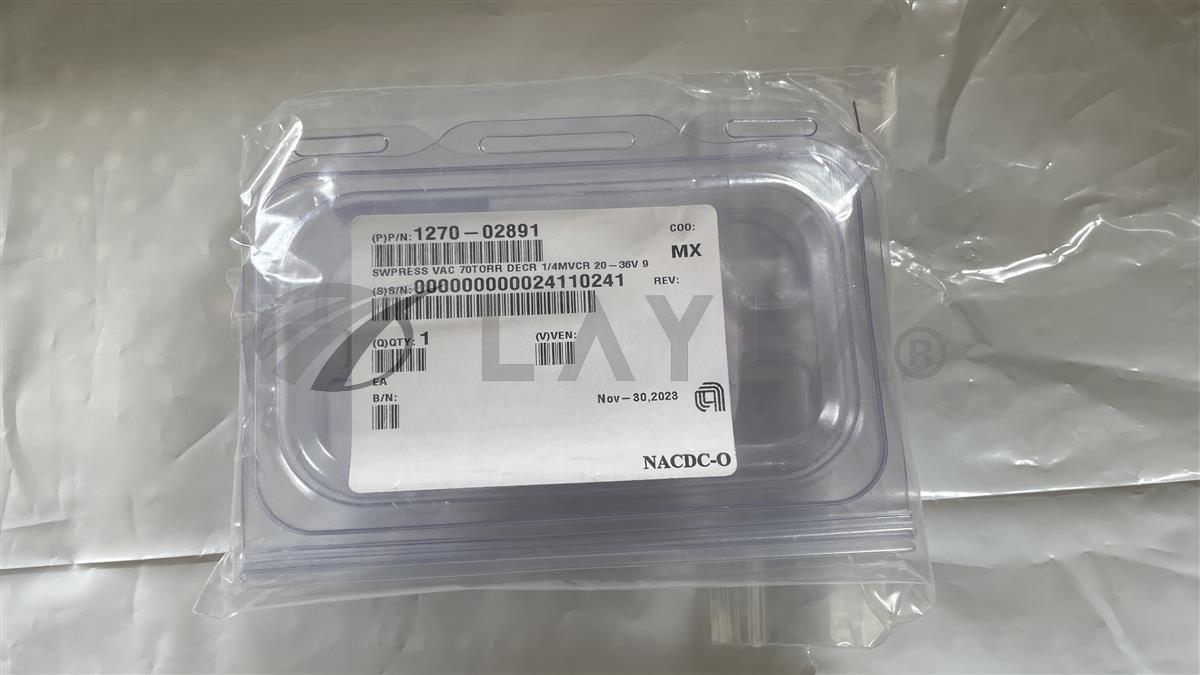 (P)P/N: 1270-02891
COO:
MX
SWPRESS VAC 70TORR DECR 1/4MVCR 20-36V 9
(S)S/N: 000000000024110241
REV:
(Q)QTY: 1
(V)VEN:
LAYLA®
EA
B/N:
Nov-30,2023
NACDC-O